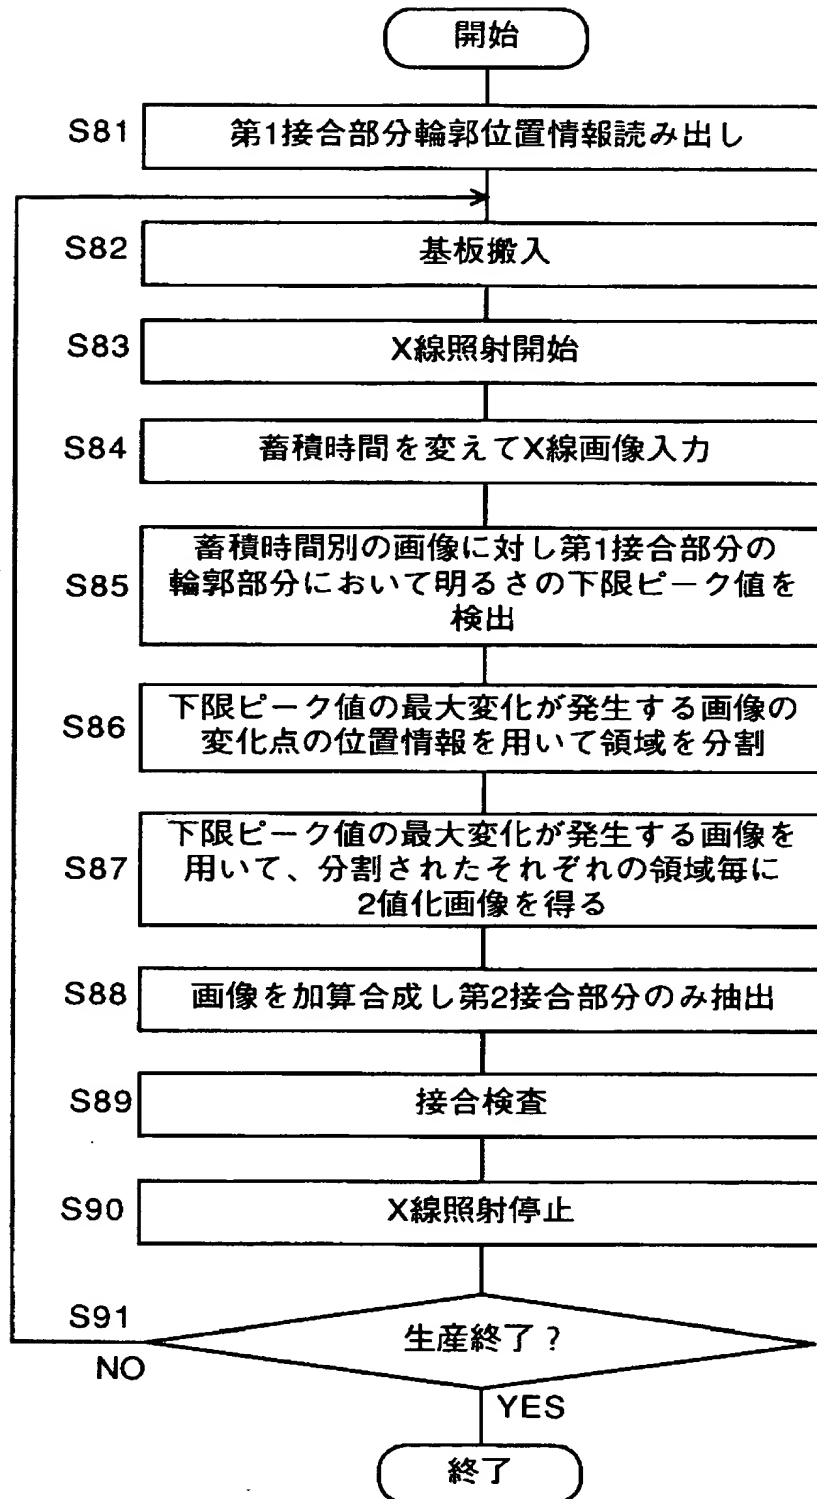 開始
S81
第1接合部分輪郭位置情報読み出し
S82
基板搬入
S83
X線照射開始
S84
蓄積時間を変えてX線画像入力
S85
蓄積時間別の画像に対し第1接合部分の
輪郭部分において明るさの下限ピーク値を
検出
S86
下限ピーク値の最大変化が発生する画像の
変化点の位置情報を用いて領域を分割
S87
下限ピーク値の最大変化が発生する画像を
用いて、分割されたそれぞれの領域毎に
2値化画像を得る
S88
画像を加算合成し第2接合部分のみ抽出
S89
接合検査
S90
X線照射停止
S91
生産終了？
NO
YES
終了